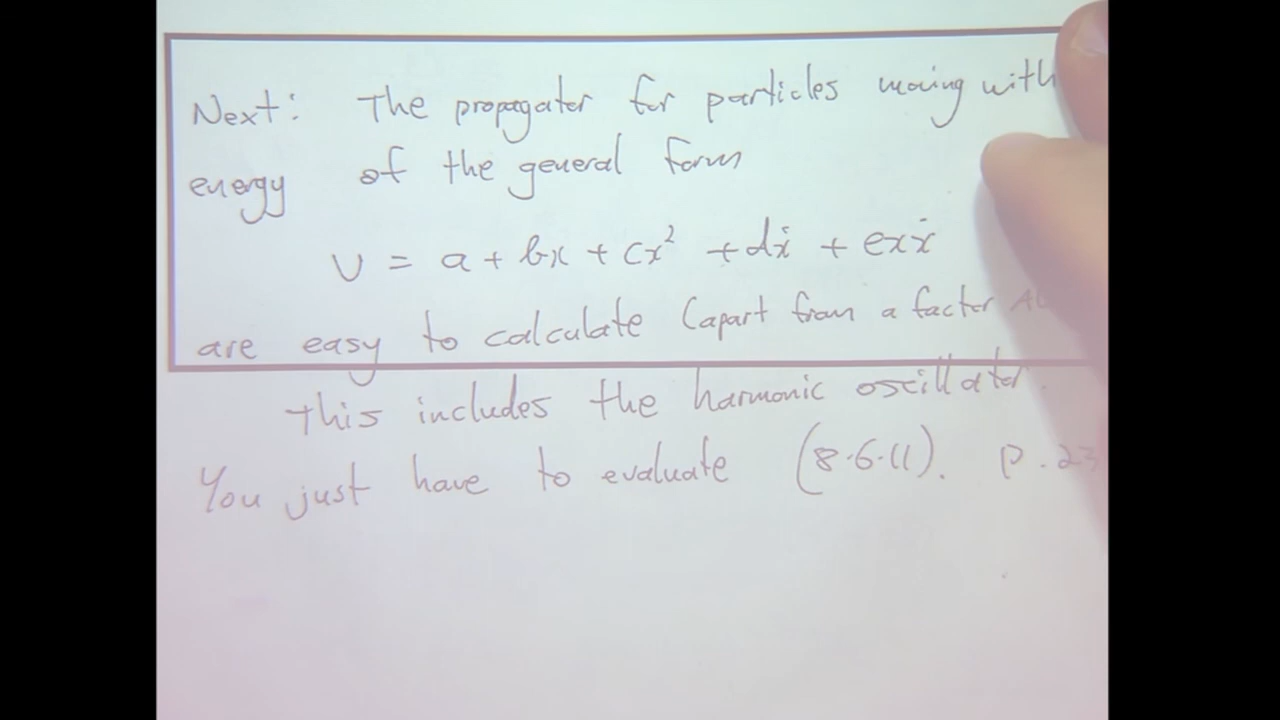 Next: The propagator for particles moving with
energy of the general form
V = a + bx + cx² + dẋ + exẋ
are easy to calculate (apart from a factor
This includes the harmonic oscillator.
You just have to evaluate (8.6.11). p. 23